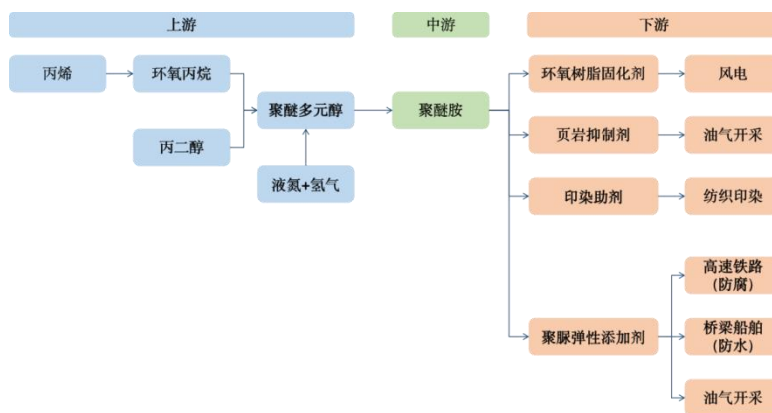 上游
中游
下游
丙烯
环氧丙烷
聚醚多元醇
丙二醇
液氮+氢气
聚醚胺
环氧树脂固化剂
风电
页岩抑制剂
油气开采
印染助剂
纺织印染
聚脲弹性添加剂
高速铁路
(防腐)
桥梁船舶
(防水)
油气开采